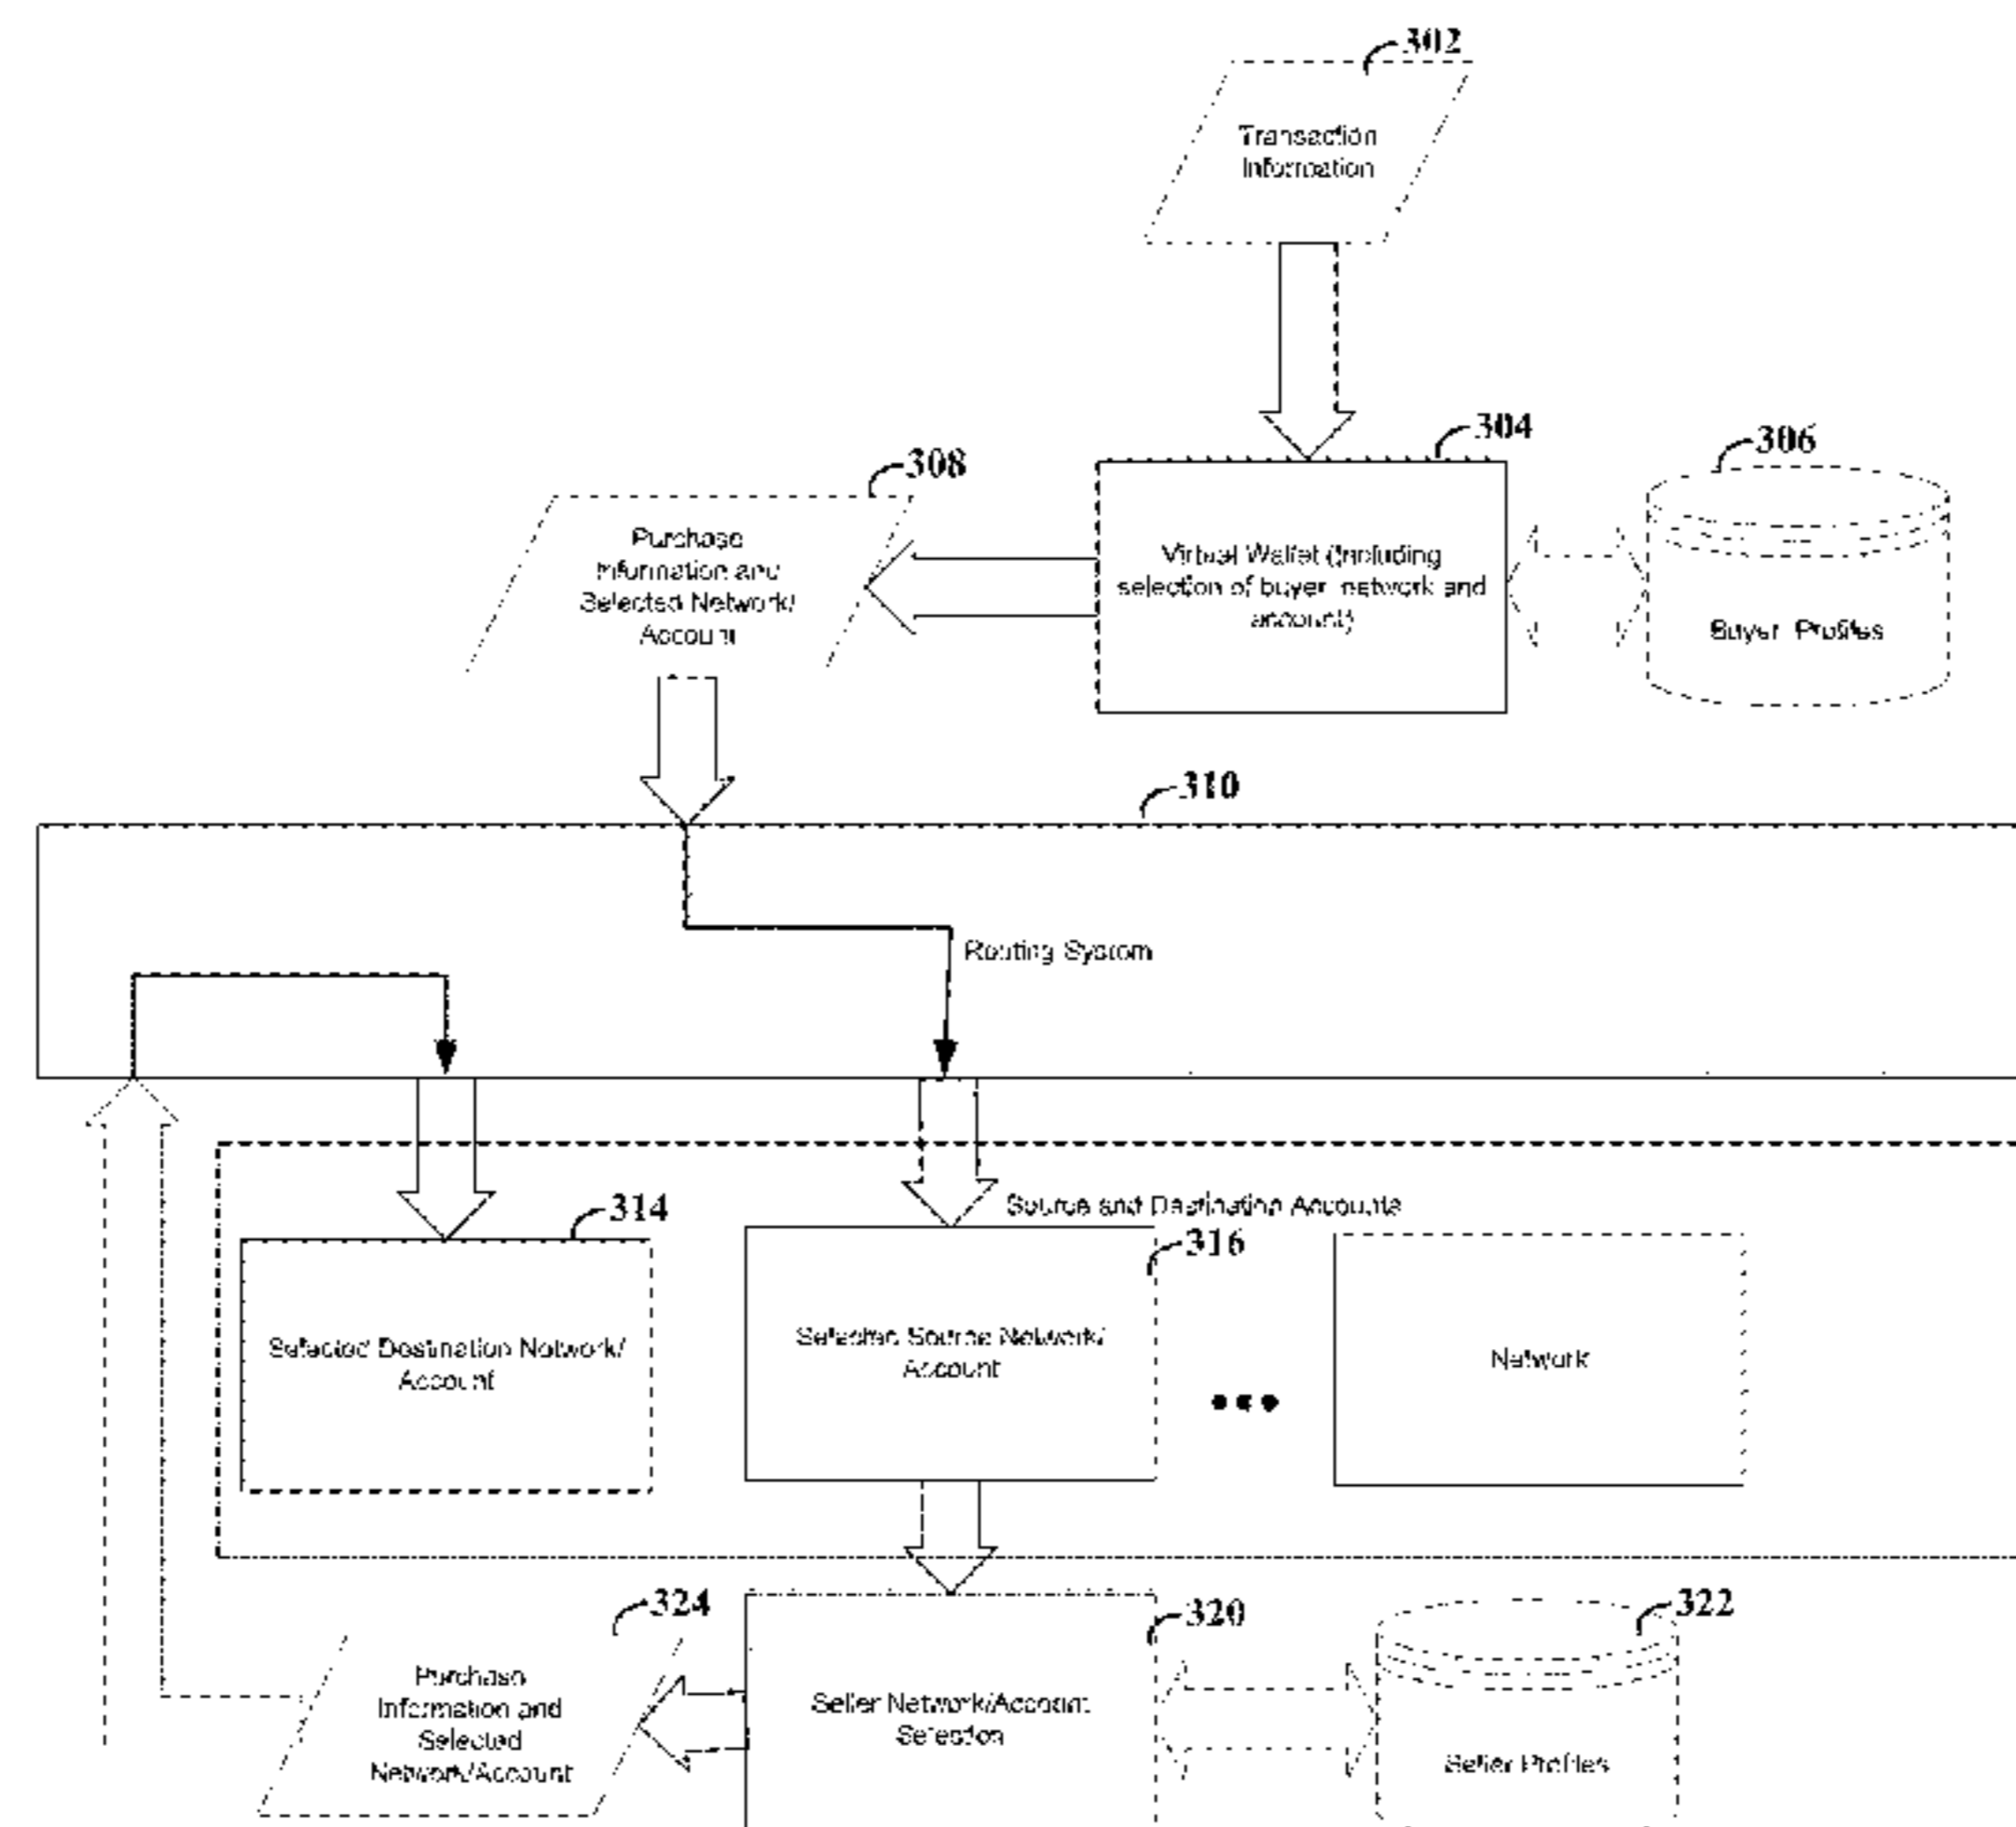 302
Transaction
Information
304
306
308
Purchase
Information and
Selected Network/
Account
Virtual Wallet (Including
selection of buyer network and
account)
Buyer Profiles
310
Routing System
Source and Destination Accounts
314
316
Selected Destination Network/
Account
Selected Source Network/
Account
Network
324
320
322
Purchase
Information and
Selected
Network/Account
Seller Network/Account
Selection
Seller Profiles